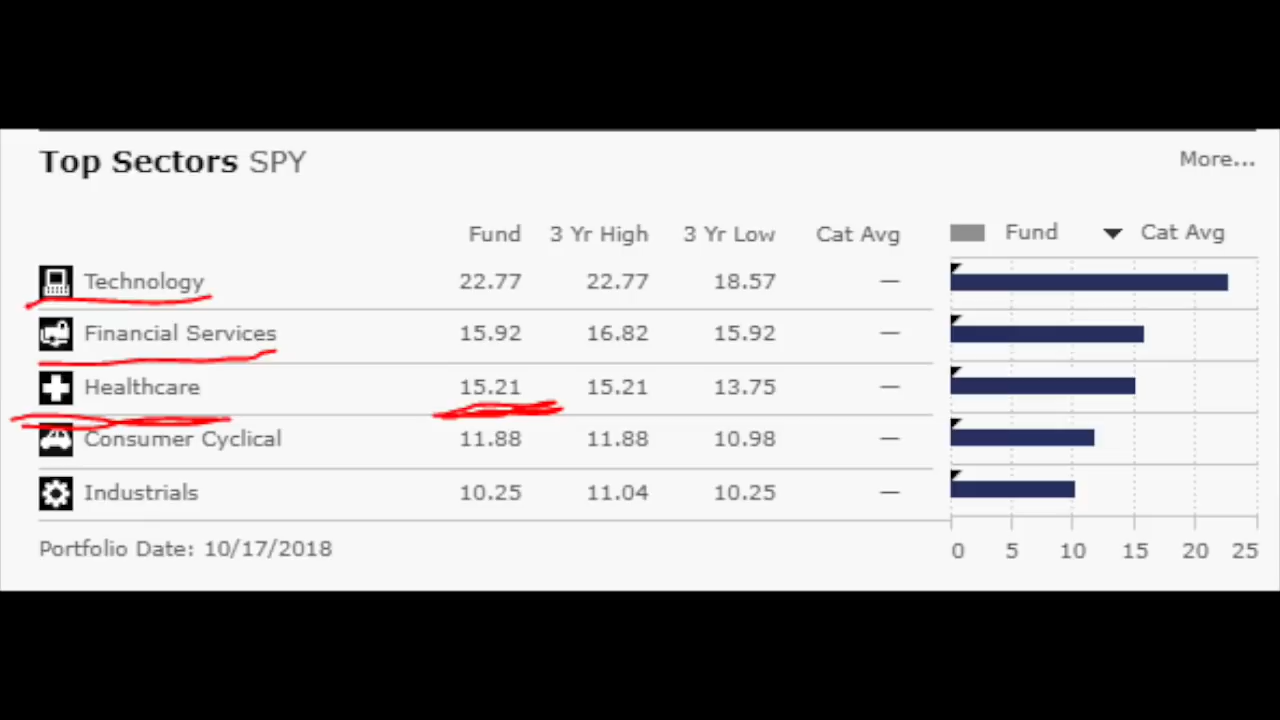 Top Sectors SPY More...
Fund 3 Yr High 3 Yr Low Cat Avg Fund Cat Avg
Technology 22.77 22.77 18.57 —
Financial Services 15.92 16.82 15.92 —
Healthcare 15.21 15.21 13.75 —
Consumer Cyclical 11.88 11.88 10.98 —
Industrials 10.25 11.04 10.25 —
Portfolio Date: 10/17/2018 0 5 10 15 20 25